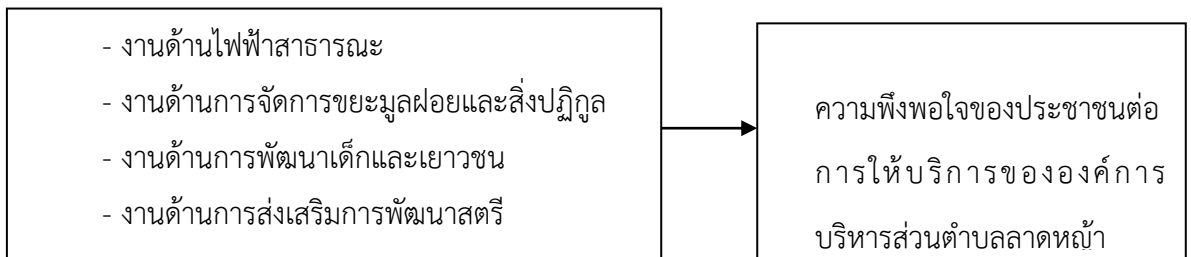 - งานด้านไฟฟ้าสาธารณะ
- งานด้านการจัดการขยะมูลฝอยและสิ่งปฏิกูล
- งานด้านการพัฒนาเด็กและเยาวชน
- งานด้านการส่งเสริมการพัฒนาสตรี
ความพึงพอใจของประชาชนต่อ
การให้บริการขององค์การ
บริหารส่วนตำบลลาดหญ้า